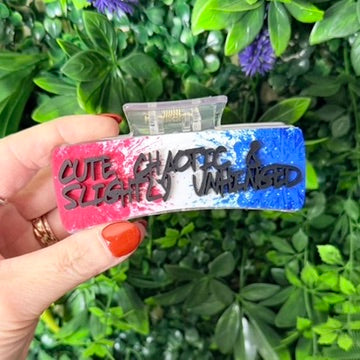 CUTE, CHAOTIC &
SLIGHTLY UNHINGED